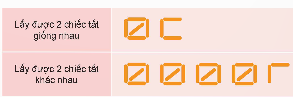 Lấy được 2 chiếc tất
giống nhau
Lấy được 2 chiếc tất
khác nhau